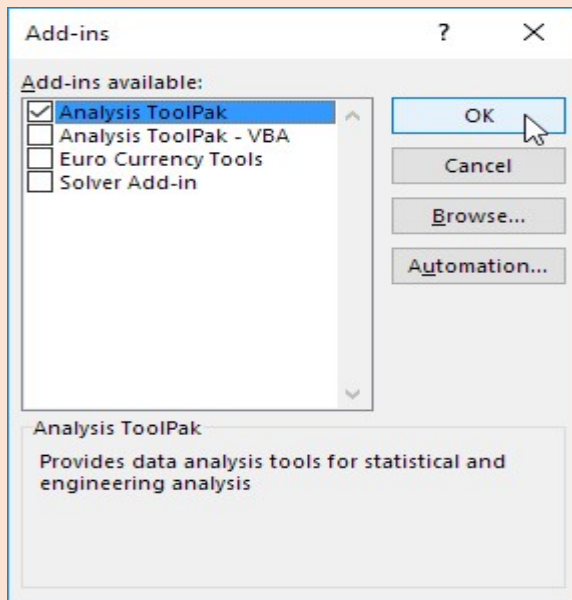 Add-ins ?
Add-ins available:
Analysis ToolPak
Analysis ToolPak - VBA
Euro Currency Tools
Solver Add-in
OK
Cancel
Browse...
Automation...
Analysis ToolPak
Provides data analysis tools for statistical and
engineering analysis